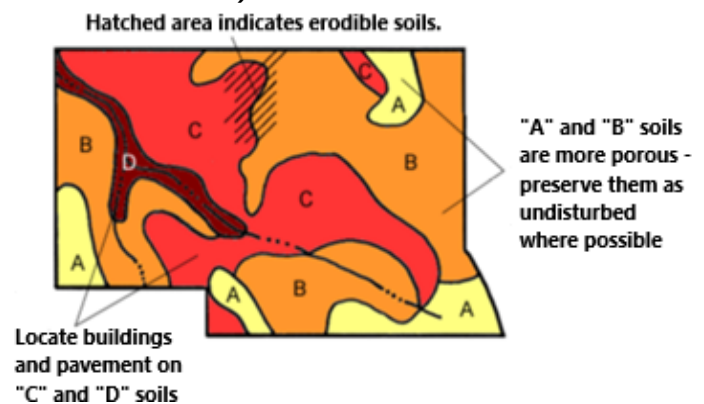 Hatched area indicates erodible soils.
C
A
C
B
D
B
C
A
A
B
A
"A" and "B" soils
are more porous -
preserve them as
undisturbed
where possible
Locate buildings
and pavement on
"C" and "D" soils